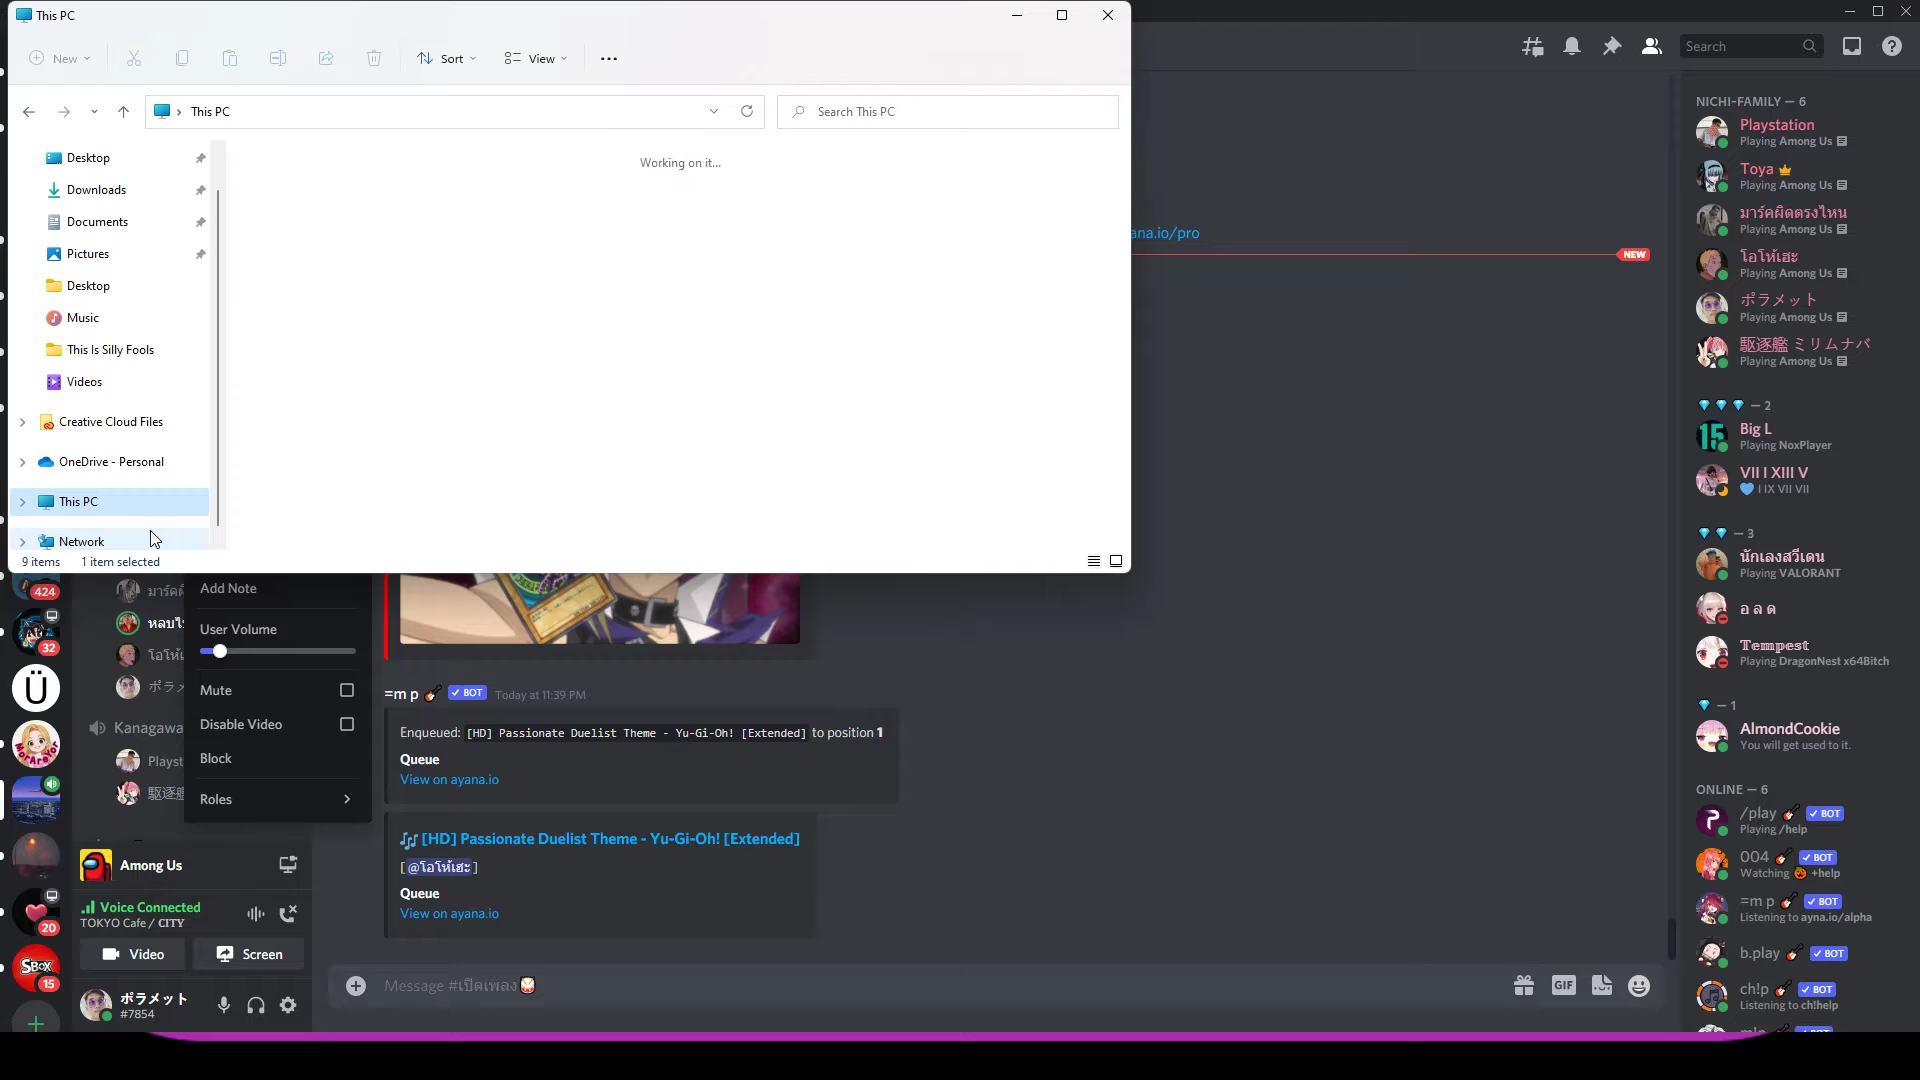 This PC
New
Sort
View
This PC
Search This PC
Desktop
Downloads
Documents
Pictures
Desktop
Music
This Is Silly Fools
Videos
Creative Cloud Files
OneDrive - Personal
This PC
Network
Working on it...
9 items
1 item selected
Search
ana.io/pro
NEW
424
32
Ü
MorAreYor
20
SBOX
15
หลบไ
Kanagawa
Playst
Add Note
User Volume
Mute
Disable Video
Block
Roles
Among Us
Voice Connected
TOKYO Cafe / CITY
Video
Screen
ポラメット
#7854
=m p BOT Today at 11:39 PM
Enqueued: [HD] Passionate Duelist Theme - Yu-Gi-Oh! [Extended] to position 1
Queue
View on ayana.io
[HD] Passionate Duelist Theme - Yu-Gi-Oh! [Extended]
[@โอโห้เฮะ]
Queue
View on ayana.io
Message #เปิดเพลง
GIF
NICHI-FAMILY — 6
Playstation
Playing Among Us
Toya
Playing Among Us
มาร์คผิดตรงไหน
Playing Among Us
โอโห้เฮะ
Playing Among Us
ポラメット
Playing Among Us
駆逐艦 ミリムナバ
Playing Among Us
— 2
Big L
15
Playing NoxPlayer
VII I XIII V
I IX VII VII
— 3
นักเลงสวีเดน
Playing VALORANT
อ ล ด
𝕋𝕖𝕞𝕡𝕖𝕤𝕥
Playing DragonNest x64Bitch
— 1
AlmondCookie
You will get used to it.
ONLINE — 6
/play BOT
Playing /help
004 BOT
Watching +help
=m p BOT
Listening to ayna.io/alpha
b.play BOT
ch!p BOT
Listening to ch!help